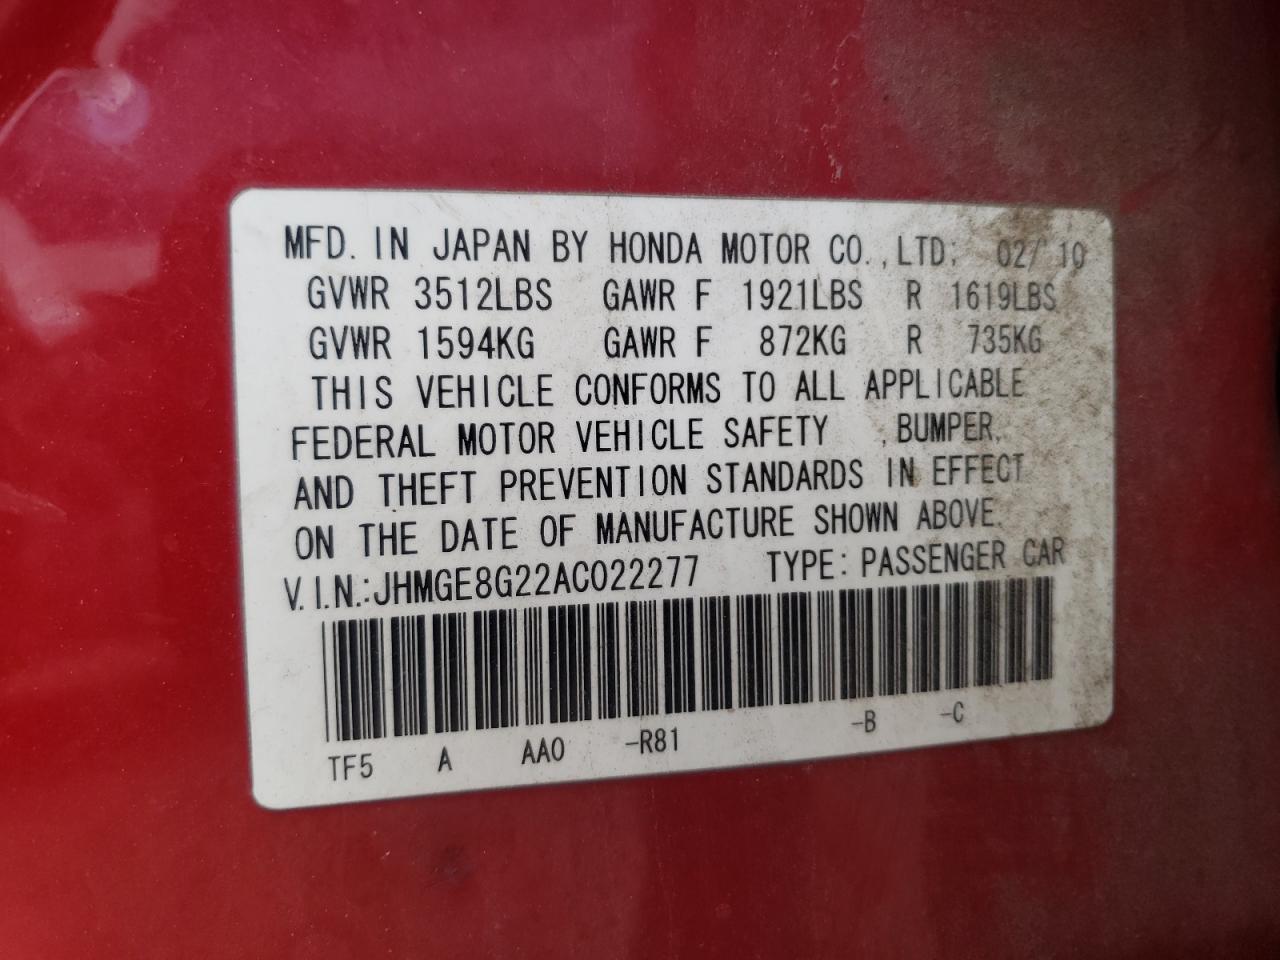 MFD. IN JAPAN BY HONDA MOTOR CO.,LTD. 02/ 10
GVWR 3512LBS GAWR F 1921LBS R 1619LBS
GVWR 1594KG GAWR F 872KG R 735KG
THIS VEHICLE CONFORMS TO ALL APPLICABLE
FEDERAL MOTOR VEHICLE SAFETY , BUMPER,
AND THEFT PREVENTION STANDARDS IN EFFECT
ON THE DATE OF MANUFACTURE SHOWN ABOVE.
V.I.N.:JHMGE8G22AC022277 TYPE: PASSENGER CAR
TF5 A AA0 -R81 -B -C